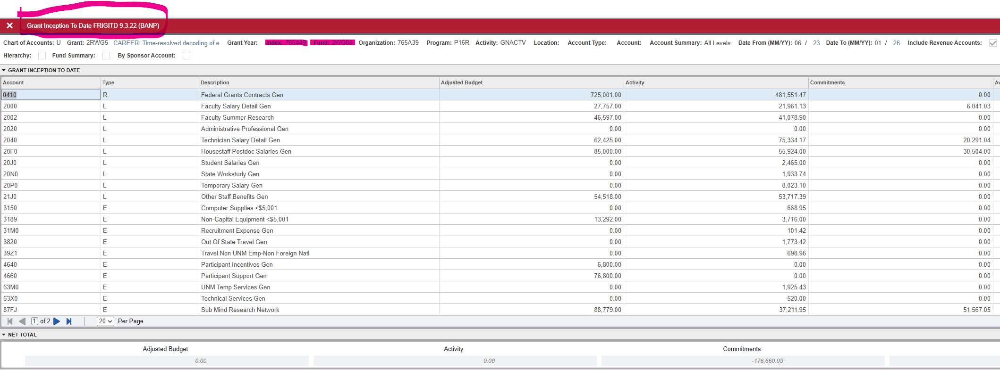 Grant Inception To Date FRIGITD 9.3.22 (BANP)
Chart of Accounts: U Grant: 2RWG5 CAREER: Time-resolved decoding of e Grant Year: Index: 765449 Fund: 2WG50 Organization: 765A39 Program: P16R Activity: GNACTV Location: Account Type: Account: Account Summary: All Levels Date From (MM/YY): 06 / 23 Date To (MM/YY): 01 / 26 Include Revenue Accounts:
Hierarchy: Fund Summary: By Sponsor Account:
GRANT INCEPTION TO DATE
Account Type Description Adjusted Budget Activity Commitments Av
0410 R Federal Grants Contracts Gen 725,001.00 481,551.47 0.00
2000 L Faculty Salary Detail Gen 27,757.00 21,961.13 6,041.03
2002 L Faculty Summer Research 46,597.00 41,078.90 0.00
2020 L Administrative Professional Gen 0.00 0.00 0.00
2040 L Technician Salary Detail Gen 62,425.00 75,334.17 20,291.04
20F0 L Housestaff Postdoc Salaries Gen 85,000.00 55,924.00 30,504.00
20J0 L Student Salaries Gen 0.00 2,465.00 0.00
20N0 L State Workstudy Gen 0.00 1,933.74 0.00
20P0 L Temporary Salary Gen 0.00 8,023.10 0.00
21J0 L Other Staff Benefits Gen 54,518.00 53,717.39 0.00
3150 E Computer Supplies <$5,001 0.00 668.95 0.00
3189 E Non-Capital Equipment <$5,001 13,292.00 3,716.00 0.00
31M0 E Recruitment Expense Gen 0.00 101.42 0.00
3820 E Out Of State Travel Gen 0.00 1,773.42 0.00
39Z1 E Travel Non UNM Emp-Non Foreign Natl 0.00 698.96 0.00
4640 E Participant Incentives Gen 6,800.00 0.00 0.00
4660 E Participant Support Gen 76,800.00 0.00 0.00
63M0 E UNM Temp Services Gen 0.00 1,925.43 0.00
63X0 E Technical Services Gen 0.00 520.00 0.00
87FJ E Sub Mind Research Network 88,779.00 37,211.95 51,567.05
1 of 2 20 Per Page
NET TOTAL
Adjusted Budget Activity Commitments
0.00 0.00 -176,660.05